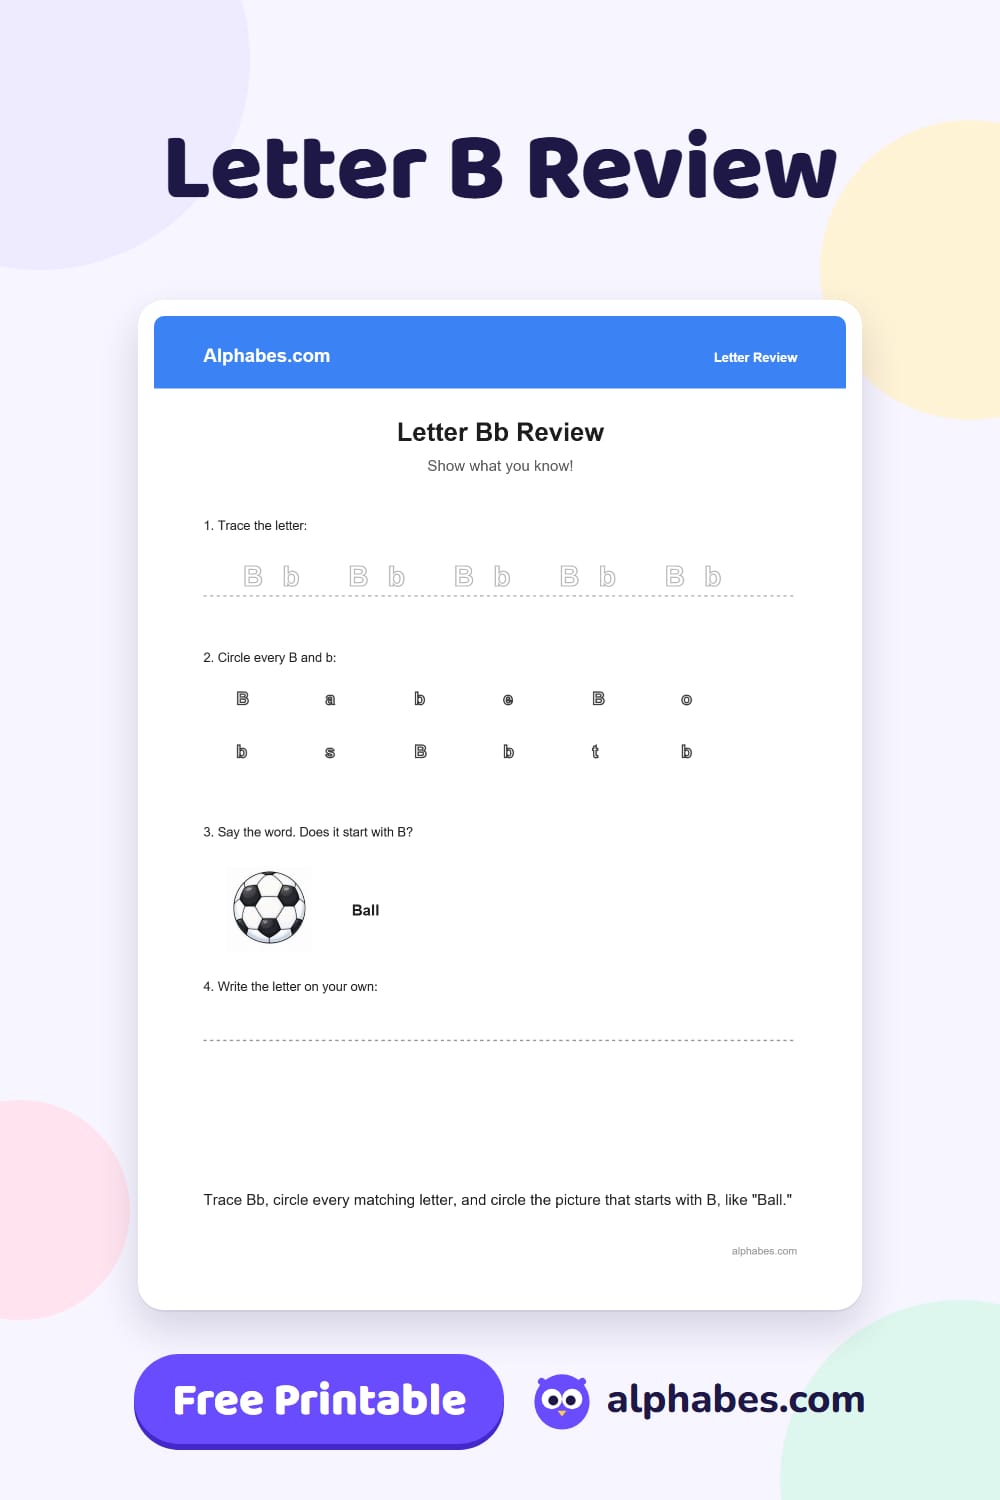 Letter B Review
Alphabes.com
Letter Review
Letter Bb Review
Show what you know!
1. Trace the letter:
B b B b B b B b B b
2. Circle every B and b:
B a b e B o
b s B b t b
3. Say the word. Does it start with B?
Ball
4. Write the letter on your own:
Trace Bb, circle every matching letter, and circle the picture that starts with B, like "Ball."
alphabes.com
Free Printable
alphabes.com